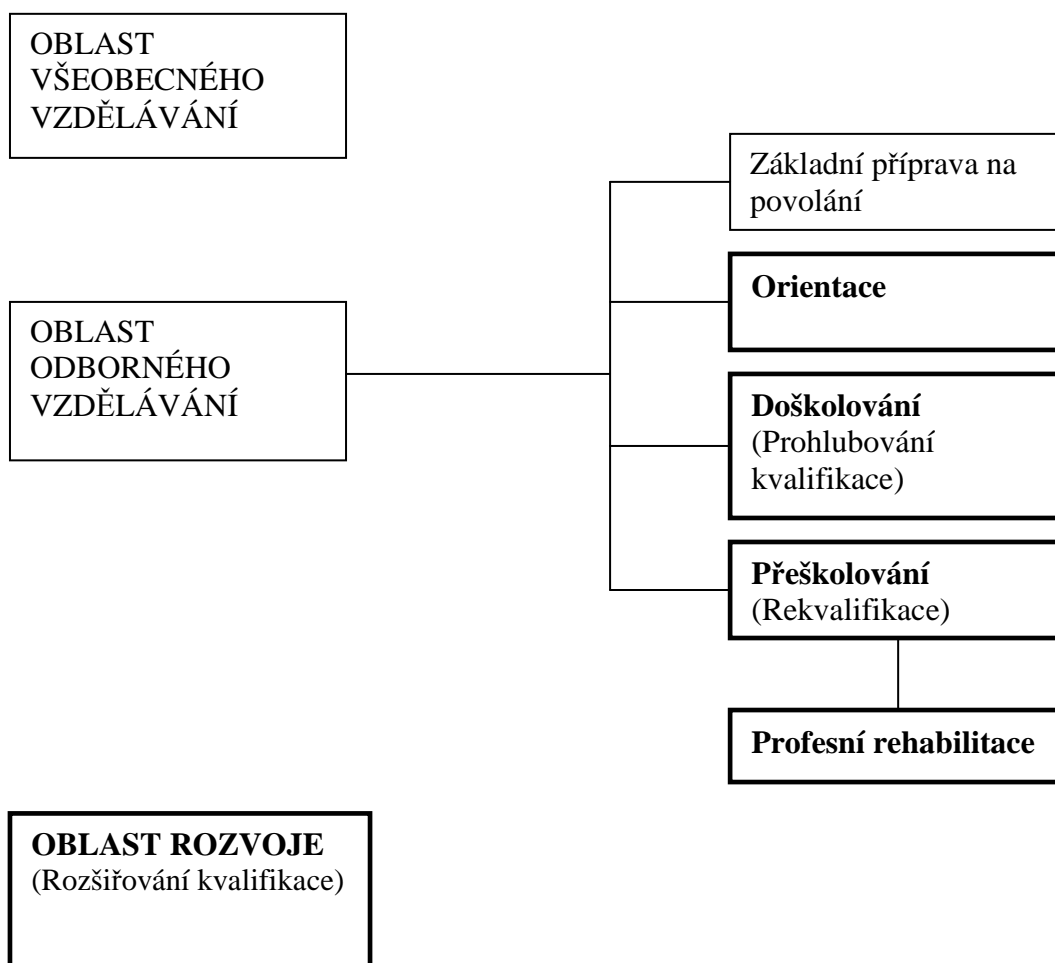 OBLAST
VŠEOBECNÉHO
VZDĚLÁVÁNÍ
Základní příprava na
povolání
Orientace
OBLAST
ODBORNÉHO
VZDĚLÁVÁNÍ
Doškolování
(Prohlubování
kvalifikace)
Přeškolování
(Rekvalifikace)
Profesní rehabilitace
OBLAST ROZVOJE
(Rozšiřování kvalifikace)